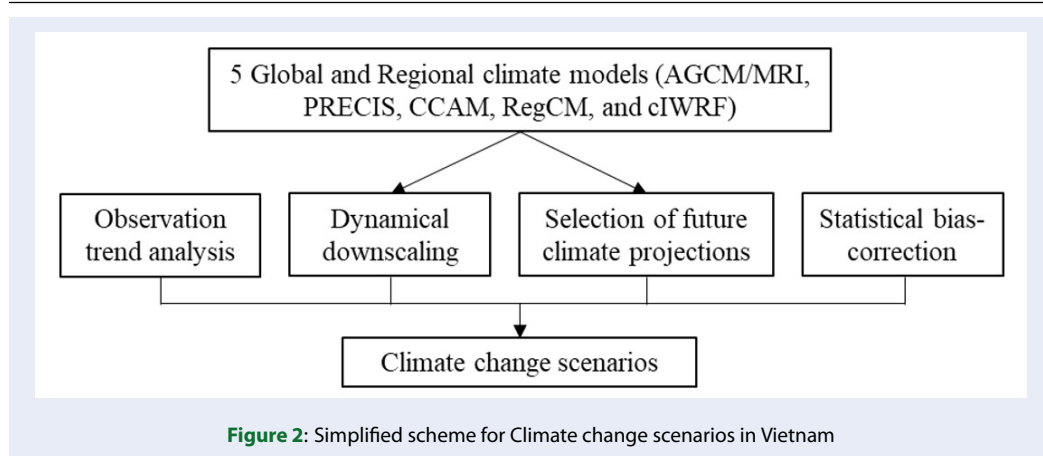 5 Global and Regional climate models (AGCM/MRI,
PRECIS, CCAM, RegCM, and cIWRF)
Observation
trend analysis
Dynamical
downscaling
Selection of future
climate projections
Statistical bias-
correction
Climate change scenarios
Figure 2: Simplified scheme for Climate change scenarios in Vietnam